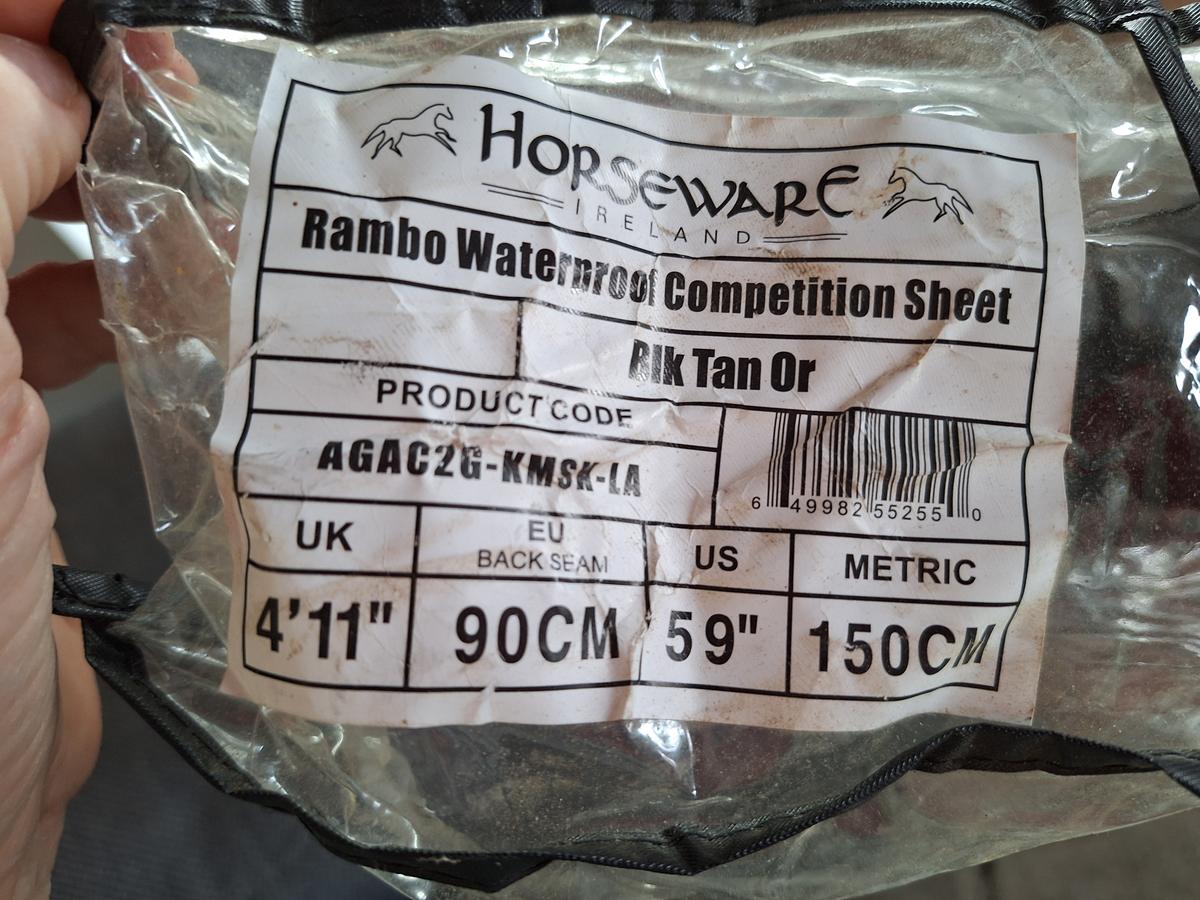 HORSEWARE
IRELAND
Rambo Waterproof Competition Sheet
Blk Tan Or
PRODUCT CODE
AGAC2G-KMSK-LA
6 49982 55255 0
UK
EU
BACK SEAM
US
METRIC
4'11"
90CM
59"
150CM